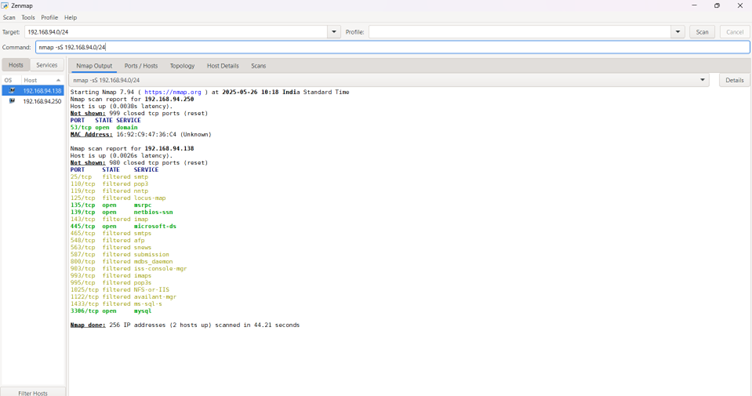 Zenmap
Scan Tools Profile Help
Target: 192.168.94.0/24 Profile: Scan Cancel
Command: nmap -sS 192.168.94.0/24
Hosts Services
Nmap Output Ports / Hosts Topology Host Details Scans
OS Host
nmap -sS 192.168.94.0/24 Details
192.168.94.138
192.168.94.250
Starting Nmap 7.94 ( https://nmap.org ) at 2025-05-26 10:18 India Standard Time
Nmap scan report for 192.168.94.250
Host is up (0.0038s latency).
Not shown: 999 closed tcp ports (reset)
PORT STATE SERVICE
53/tcp open domain
MAC Address: 16:92:C9:47:36:C4 (Unknown)
Nmap scan report for 192.168.94.138
Host is up (0.0026s latency).
Not shown: 980 closed tcp ports (reset)
PORT STATE SERVICE
25/tcp filtered smtp
110/tcp filtered pop3
119/tcp filtered nntp
125/tcp filtered locus-map
135/tcp open msrpc
139/tcp open netbios-ssn
143/tcp filtered imap
445/tcp open microsoft-ds
465/tcp filtered smtps
548/tcp filtered afp
563/tcp filtered snews
587/tcp filtered submission
800/tcp filtered mdbs_daemon
903/tcp filtered iss-console-mgr
993/tcp filtered imaps
995/tcp filtered pop3s
1025/tcp filtered NFS-or-IIS
1122/tcp filtered availant-mgr
1433/tcp filtered ms-sql-s
3306/tcp open mysql
Nmap done: 256 IP addresses (2 hosts up) scanned in 44.21 seconds
Filter Hosts